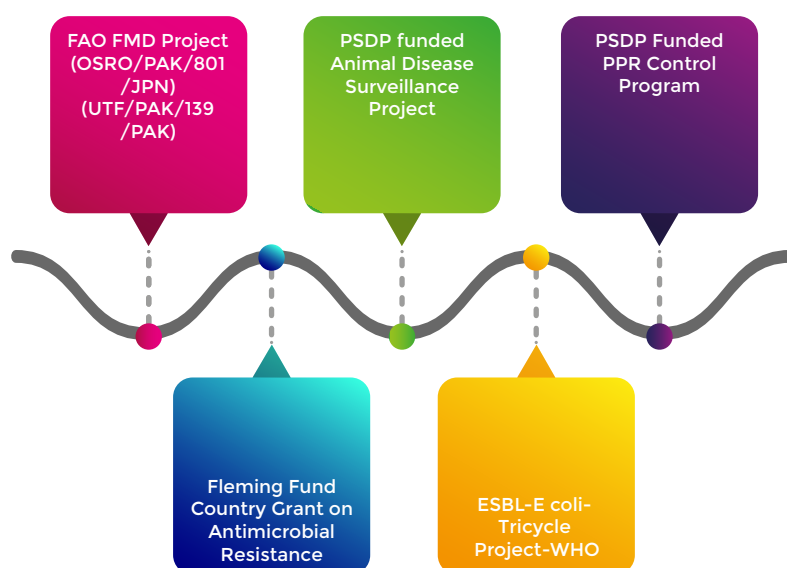 FAO FMD Project
(OSRO/PAK/801
/JPN)
(UTF/PAK/139
/PAK)
PSDP funded
Animal Disease
Surveillance
Project
PSDP Funded
PPR Control
Program
Fleming Fund
Country Grant on
Antimicrobial
Resistance
ESBL-E coli-
Tricycle
Project-WHO